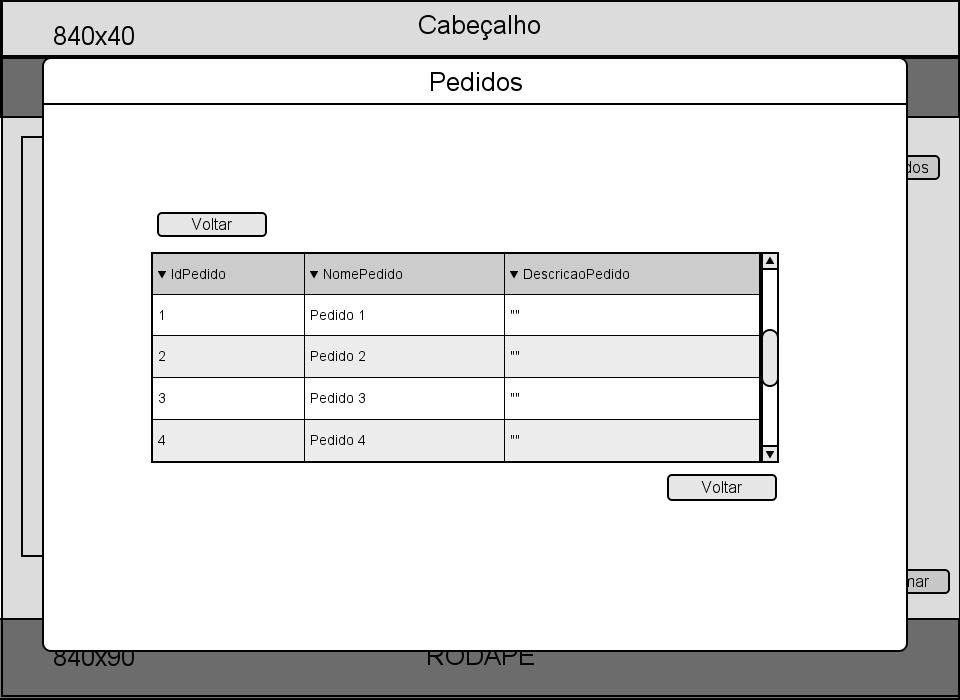 Cabeçalho
840x40
Pedidos
dos
Voltar
▼ IdPedido ▼ NomePedido ▼ DescricaoPedido
1 Pedido 1 ""
2 Pedido 2 ""
3 Pedido 3 ""
4 Pedido 4 ""
Voltar
mar
840x90 RODAPÉ